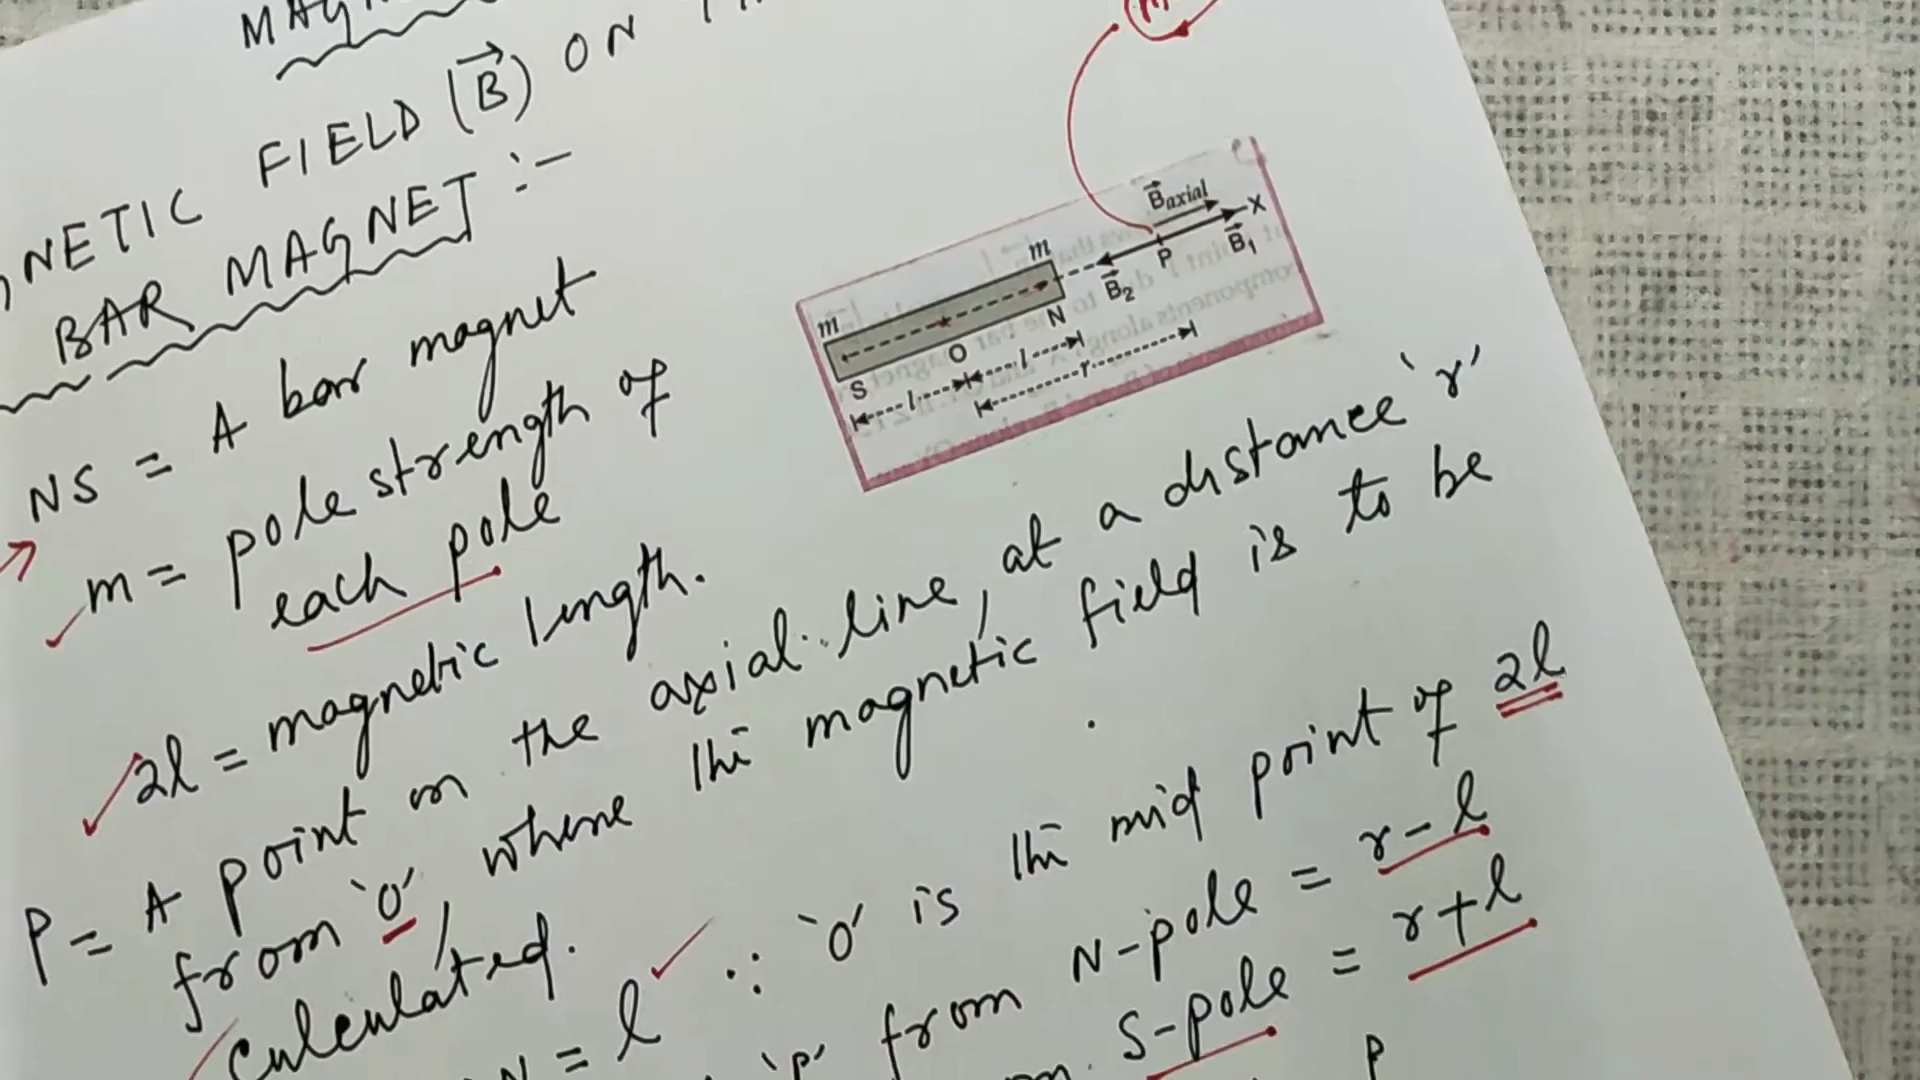 FIELD (B) ON
NETIC
BAR MAGNET :-
NS = A bar magnet
m = pole strength of
each pole
2l = magnetic length.
P = A point on the axial line, at a distance 'r'
from 'O', where the magnetic field is to be
calculated.
N = l ∵ 'O' is the mid point of 2l
'P' from N-pole = r-l
S-pole = r+l
P
m
m
S
O
N
l
l
r
B axial
X
P
B1
B2